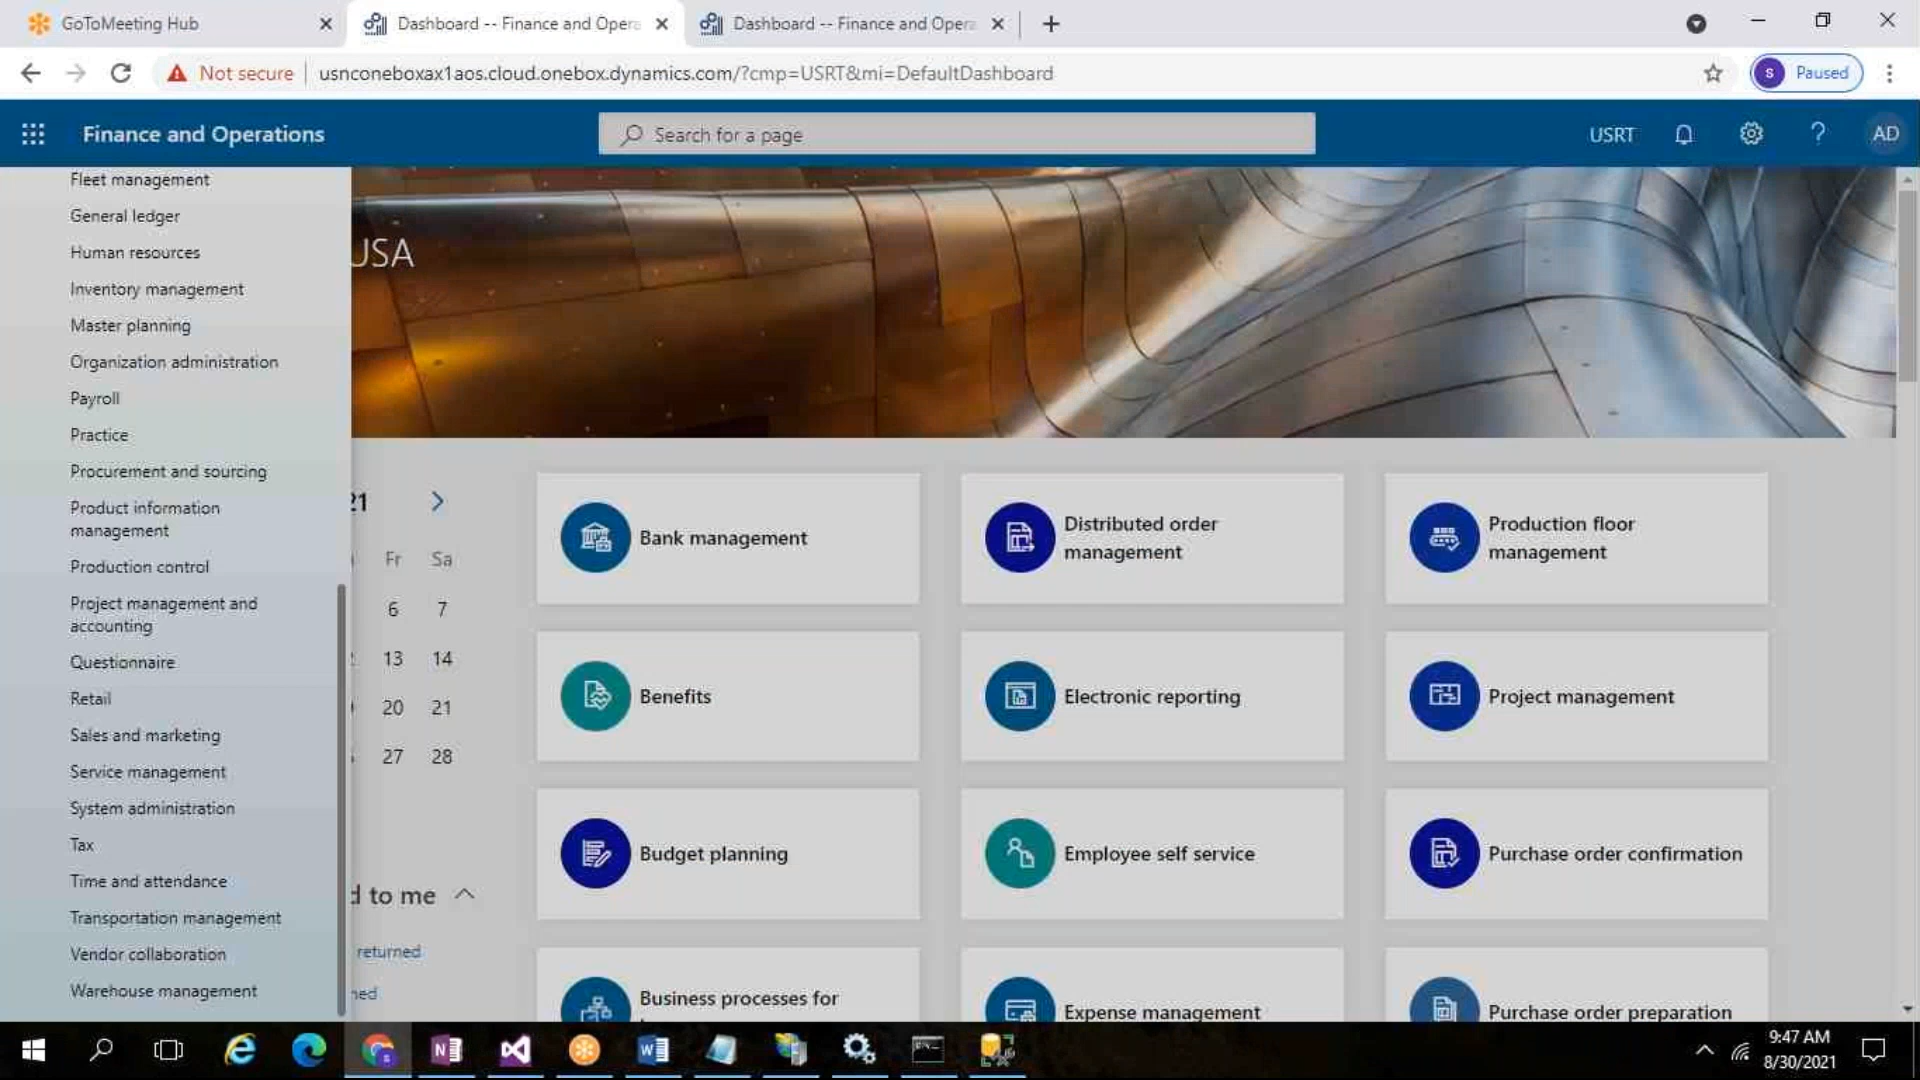 GoToMeeting Hub
Dashboard -- Finance and Opera
Dashboard -- Finance and Opera
Not secure
usnconeboxax1aos.cloud.onebox.dynamics.com/?cmp=USRT&mi=DefaultDashboard
S
Paused
Finance and Operations
Search for a page
USRT
?
AD
Fleet management
General ledger
Human resources
Inventory management
Master planning
Organization administration
Payroll
Practice
Procurement and sourcing
Product information
management
Production control
Project management and
accounting
Questionnaire
Retail
Sales and marketing
Service management
System administration
Tax
Time and attendance
Transportation management
Vendor collaboration
Warehouse management
USA
21
Fr Sa
6 7
13 14
20 21
27 28
d to me
returned
ned
Bank management
Distributed order
management
Production floor
management
Benefits
Electronic reporting
Project management
Budget planning
Employee self service
Purchase order confirmation
Business processes for
Expense management
Purchase order preparation
9:47 AM
8/30/2021